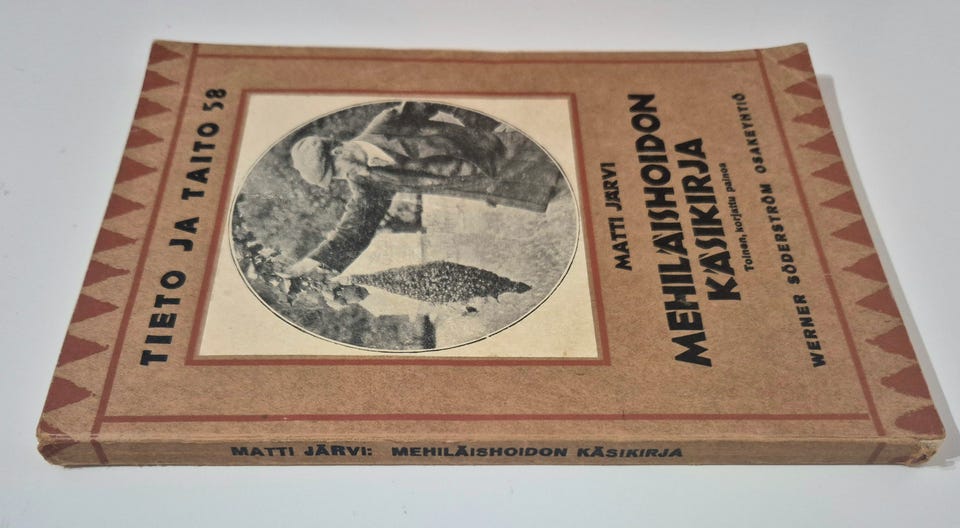 TIETO JA TAITO 58
MATTI JÄRVI
MEHILÄISHOIDON
KÄSIKIRJA
Toinen, korjattu painos
WERNER SÖDERSTRÖM OSAKEYHTIÖ
MATTI JÄRVI: MEHILÄISHOIDON KÄSIKIRJA